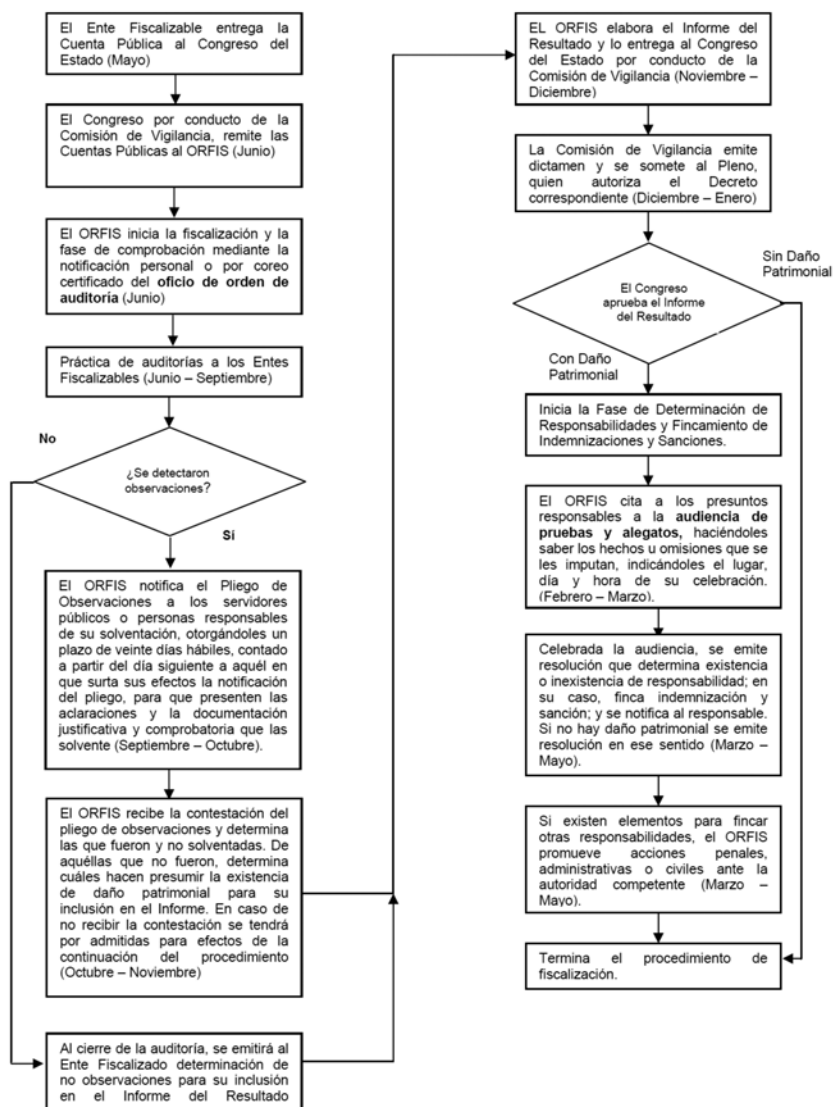 El Ente Fiscalizable entrega la
Cuenta Pública al Congreso del
Estado (Mayo)
El Congreso por conducto de la
Comisión de Vigilancia, remite las
Cuentas Públicas al ORFIS (Junio)
El ORFIS inicia la fiscalización y la
fase de comprobación mediante la
notificación personal o por coreo
certificado del oficio de orden de
auditoría (Junio)
Práctica de auditorías a los Entes
Fiscalizables (Junio – Septiembre)
No
¿Se detectaron
observaciones?
Sí
El ORFIS notifica el Pliego de
Observaciones a los servidores
públicos o personas responsables
de su solventación, otorgándoles un
plazo de veinte días hábiles, contado
a partir del día siguiente a aquél en
que surta sus efectos la notificación
del pliego, para que presenten las
aclaraciones y la documentación
justificativa y comprobatoria que las
solvente (Septiembre – Octubre).
El ORFIS recibe la contestación del
pliego de observaciones y determina
las que fueron y no solventadas. De
aquéllas que no fueron, determina
cuáles hacen presumir la existencia
de daño patrimonial para su
inclusión en el Informe. En caso de
no recibir la contestación se tendrá
por admitidas para efectos de la
continuación del procedimiento
(Octubre – Noviembre)
Al cierre de la auditoría, se emitirá al
Ente Fiscalizado determinación de
no observaciones para su inclusión
en el Informe del Resultado
EL ORFIS elabora el Informe del
Resultado y lo entrega al Congreso
del Estado por conducto de la
Comisión de Vigilancia (Noviembre –
Diciembre)
La Comisión de Vigilancia emite
dictamen y se somete al Pleno,
quien autoriza el Decreto
correspondiente (Diciembre – Enero)
Sin Daño
Patrimonial
El Congreso
aprueba el Informe
del Resultado
Con Daño
Patrimonial
Inicia la Fase de Determinación de
Responsabilidades y Fincamiento de
Indemnizaciones y Sanciones.
El ORFIS cita a los presuntos
responsables a la audiencia de
pruebas y alegatos, haciéndoles
saber los hechos u omisiones que se
les imputan, indicándoles el lugar,
día y hora de su celebración.
(Febrero – Marzo).
Celebrada la audiencia, se emite
resolución que determina existencia
o inexistencia de responsabilidad; en
su caso, finca indemnización y
sanción; y se notifica al responsable.
Si no hay daño patrimonial se emite
resolución en ese sentido (Marzo –
Mayo).
Si existen elementos para fincar
otras responsabilidades, el ORFIS
promueve acciones penales,
administrativas o civiles ante la
autoridad competente (Marzo –
Mayo).
Termina el procedimiento de
fiscalización.